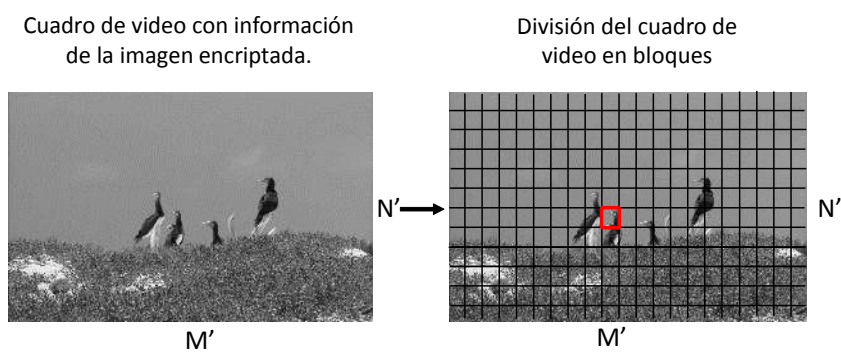 Cuadro de video con información
de la imagen encriptada.
División del cuadro de
video en bloques
N’
N’
M’
M’